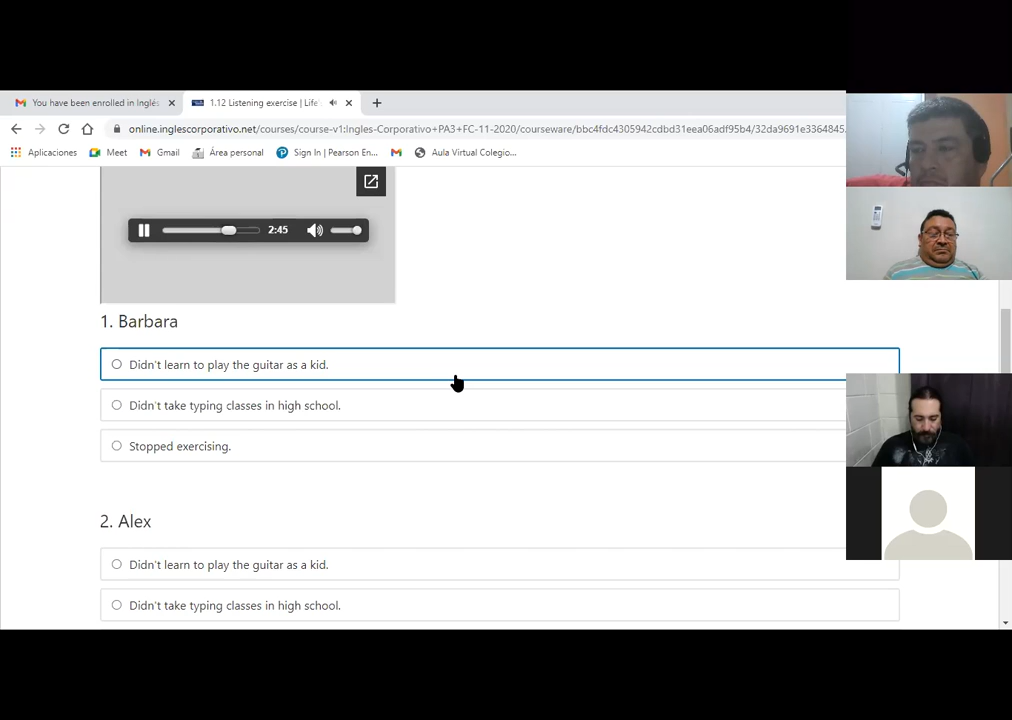 You have been enrolled in Inglés
1.12 Listening exercise | Life
online.inglescorporativo.net/courses/course-v1:Ingles-Corporativo+PA3+FC-11-2020/courseware/bbc4fdc4305942cdbd31eea06adf95b4/32da9691e3364845.
Aplicaciones
Meet
Gmail
Área personal
Sign In | Pearson En...
Aula Virtual Colegio...
2:45
1. Barbara
Didn't learn to play the guitar as a kid.
Didn't take typing classes in high school.
Stopped exercising.
2. Alex
Didn't learn to play the guitar as a kid.
Didn't take typing classes in high school.